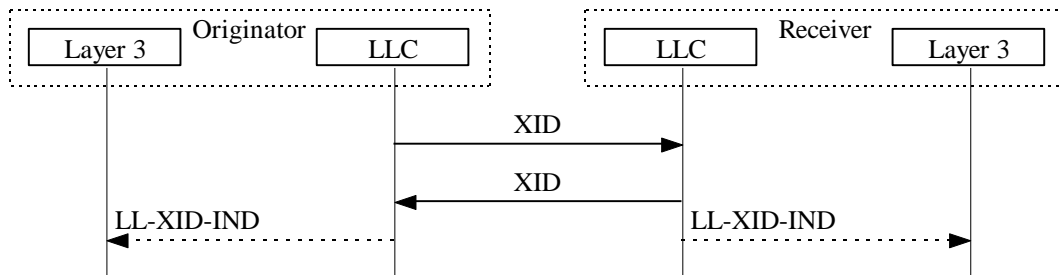 Originator
Receiver
Layer 3
LLC
LLC
Layer 3
XID
XID
LL-XID-IND
LL-XID-IND